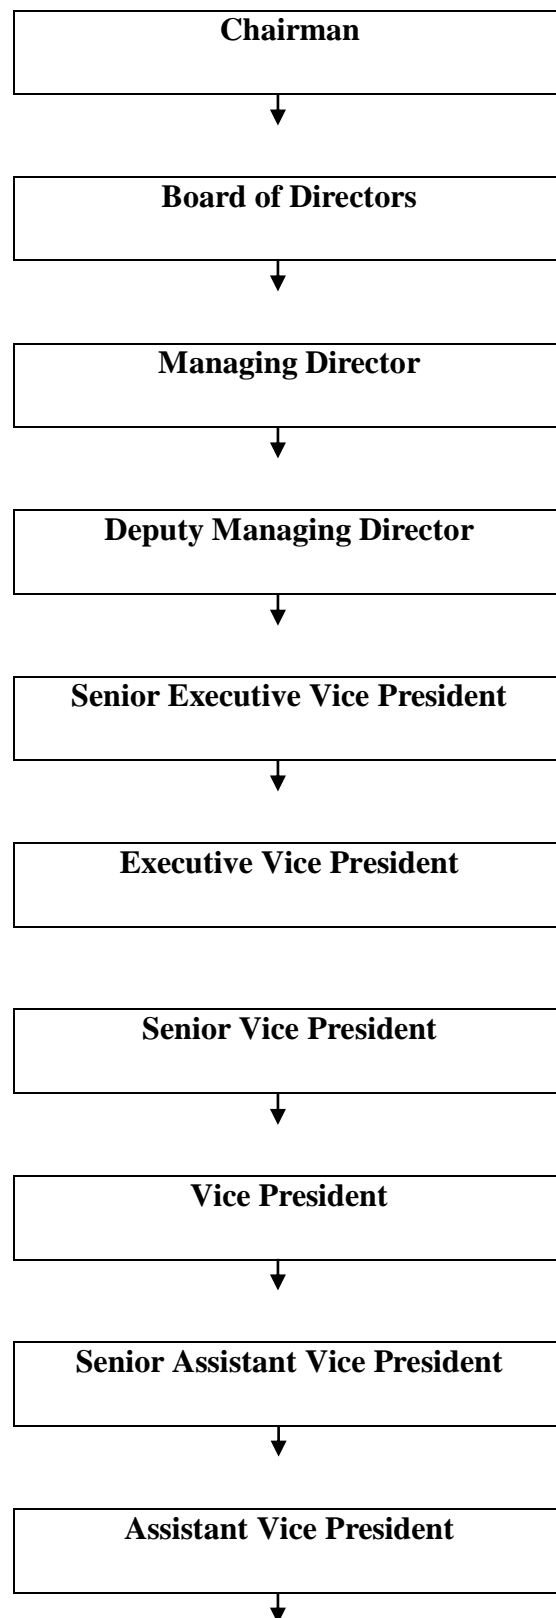 Chairman
Board of Directors
Managing Director
Deputy Managing Director
Senior Executive Vice President
Executive Vice President
Senior Vice President
Vice President
Senior Assistant Vice President
Assistant Vice President